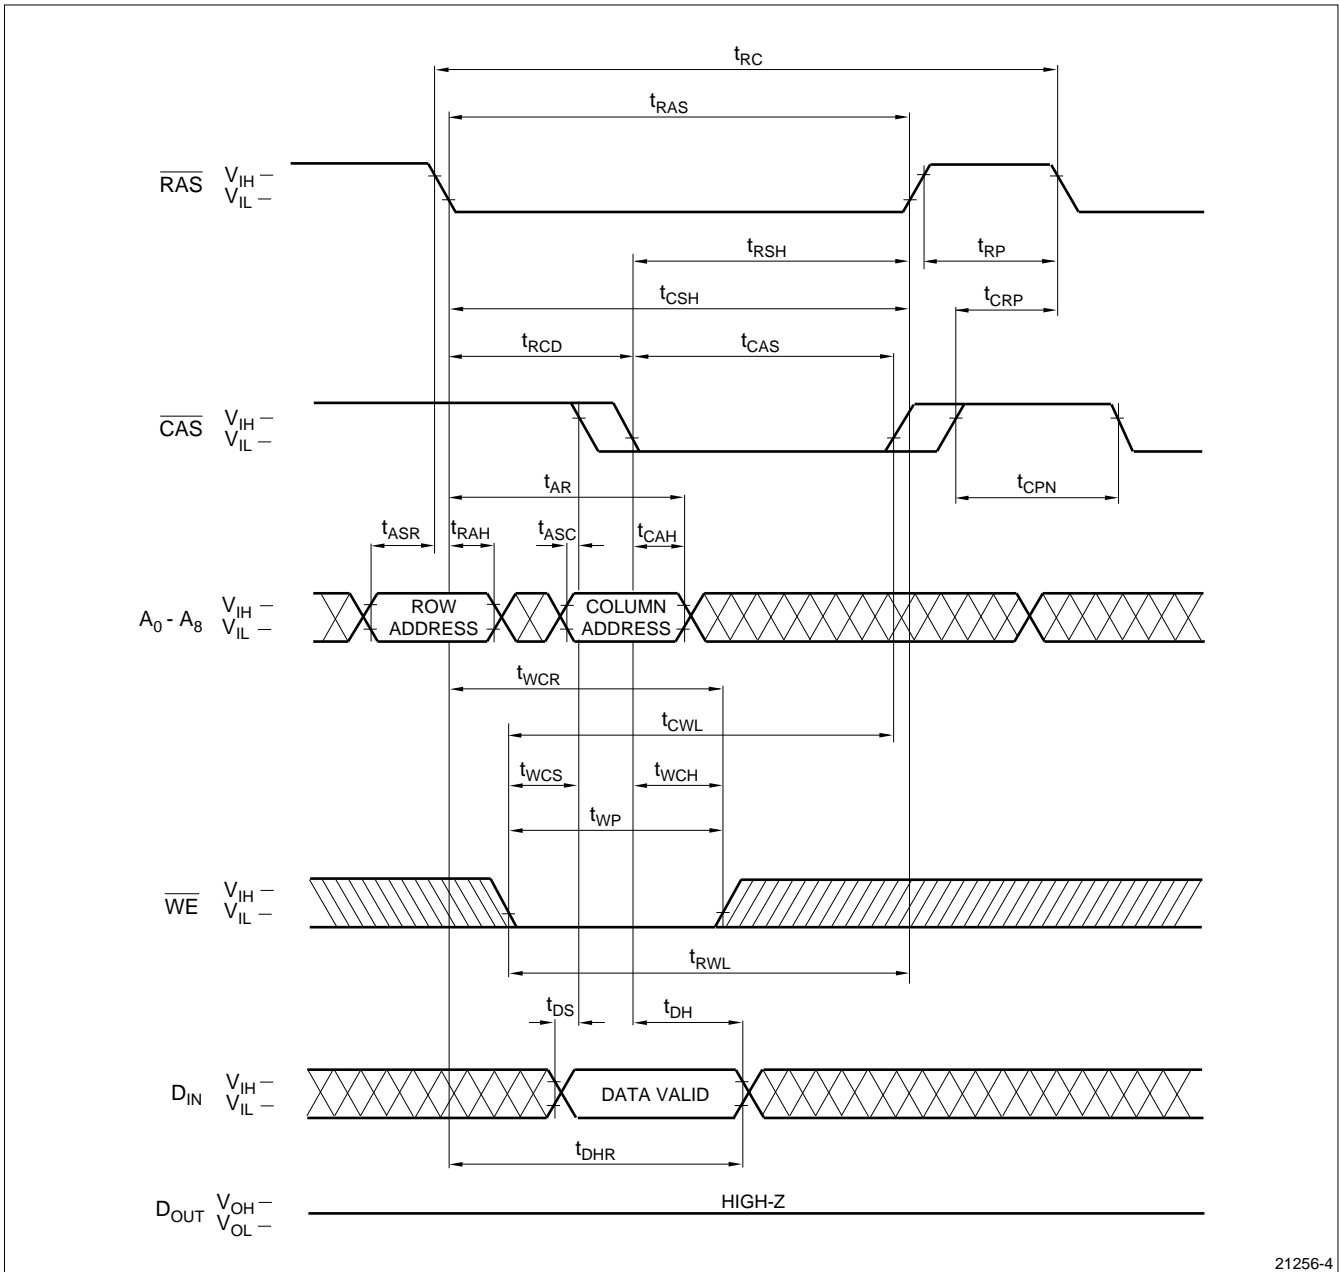 tRC
tRAS
RAS VIH
VIL
tRSH tRP
tCSH tCRP
tRCD tCAS
CAS VIH
VIL
tAR tCPN
tASR tRAH tASC tCAH
A0 - A8 VIH
VIL
ROW ADDRESS
COLUMN ADDRESS
tWCR
tCWL
tWCS tWCH
tWP
WE VIH
VIL
tRWL
tDS tDH
DIN VIH
VIL
DATA VALID
tDHR
DOUT VOH
VOL
HIGH-Z
21256-4